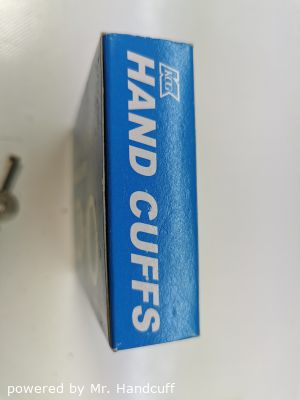 HAND CUFFS
powered by Mr. Handcuff